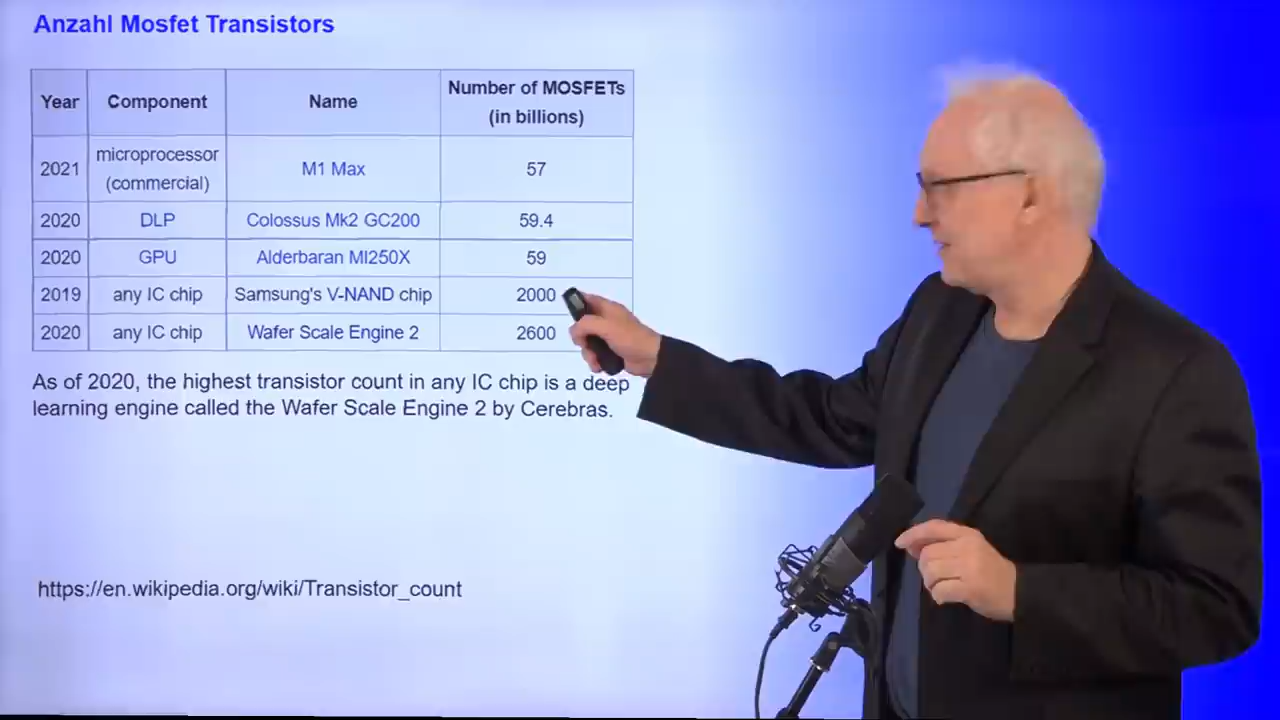 Anzahl Mosfet Transistors
Year Component Name Number of MOSFETs
(in billions)
2021 microprocessor
(commercial) M1 Max 57
2020 DLP Colossus Mk2 GC200 59.4
2020 GPU Alderbaran MI250X 59
2019 any IC chip Samsung's V-NAND chip 2000
2020 any IC chip Wafer Scale Engine 2 2600
As of 2020, the highest transistor count in any IC chip is a deep
learning engine called the Wafer Scale Engine 2 by Cerebras.
https://en.wikipedia.org/wiki/Transistor_count